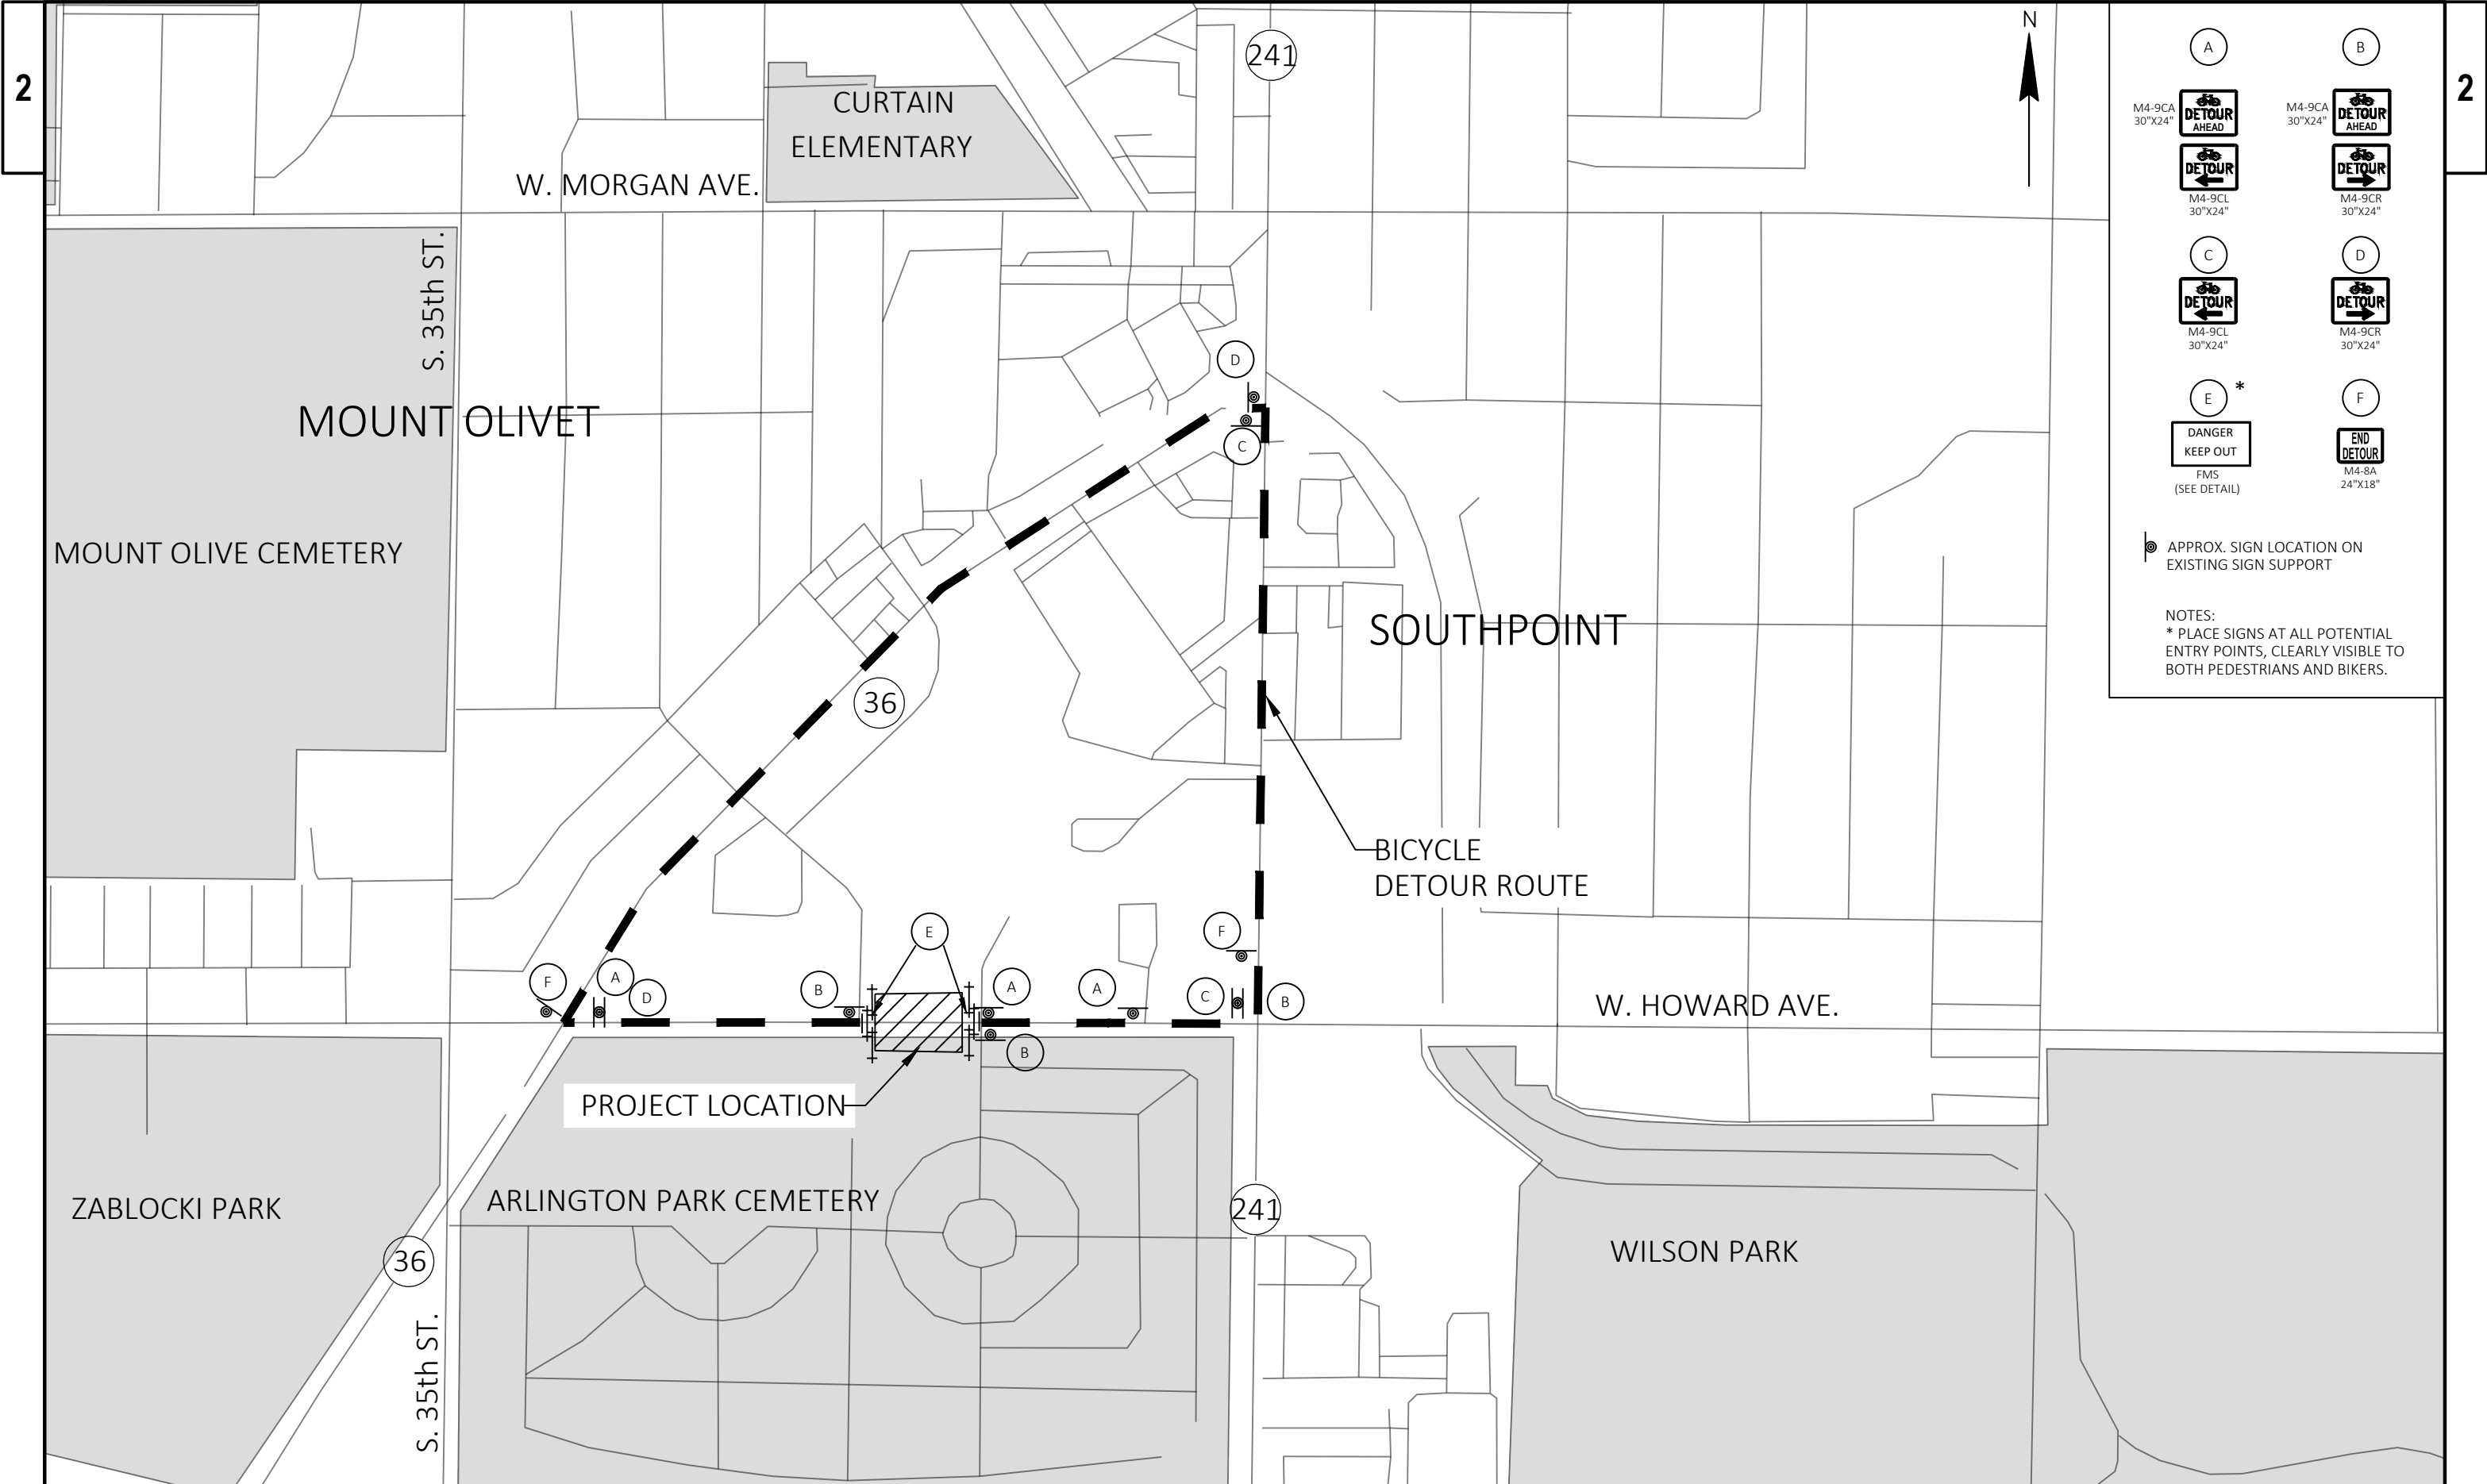 2
2
241
N
CURTAIN
ELEMENTARY
W. MORGAN AVE.
S. 35th ST.
MOUNT OLIVET
MOUNT OLIVE CEMETERY
D
C
SOUTHPOINT
36
BICYCLE
DETOUR ROUTE
E
F
F
A
D
B
A
A
C
B
B
W. HOWARD AVE.
PROJECT LOCATION
ZABLOCKI PARK
ARLINGTON PARK CEMETERY
241
WILSON PARK
36
S. 35th ST.
A
M4-9CA
30"X24"
DETOUR
AHEAD
DETOUR
M4-9CL
30"X24"
B
M4-9CA
30"X24"
DETOUR
AHEAD
DETOUR
M4-9CR
30"X24"
C
DETOUR
M4-9CL
30"X24"
D
DETOUR
M4-9CR
30"X24"
E *
DANGER
KEEP OUT
FMS
(SEE DETAIL)
F
END
DETOUR
M4-8A
24"X18"
APPROX. SIGN LOCATION ON
EXISTING SIGN SUPPORT
NOTES:
* PLACE SIGNS AT ALL POTENTIAL
ENTRY POINTS, CLEARLY VISIBLE TO
BOTH PEDESTRIANS AND BIKERS.